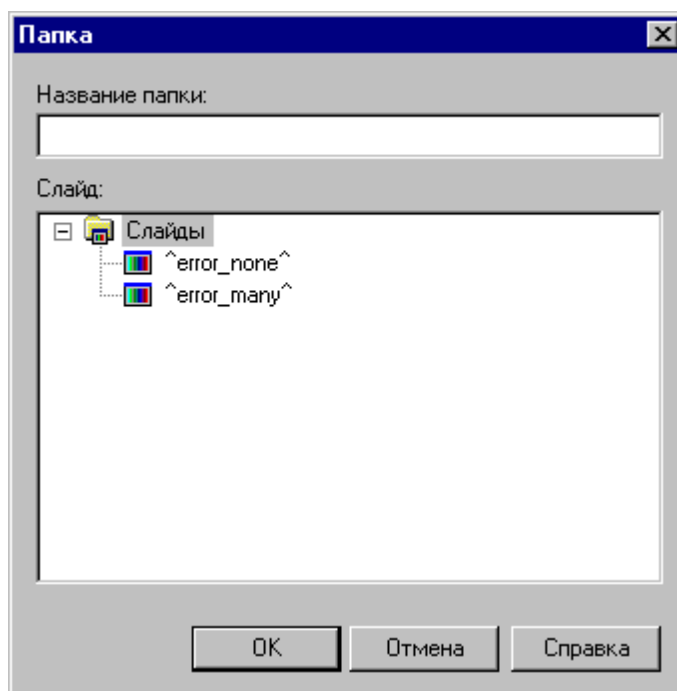 Папка
Название папки:
Слайд:
Слайды
^error_none^
^error_many^
OK Отмена Справка